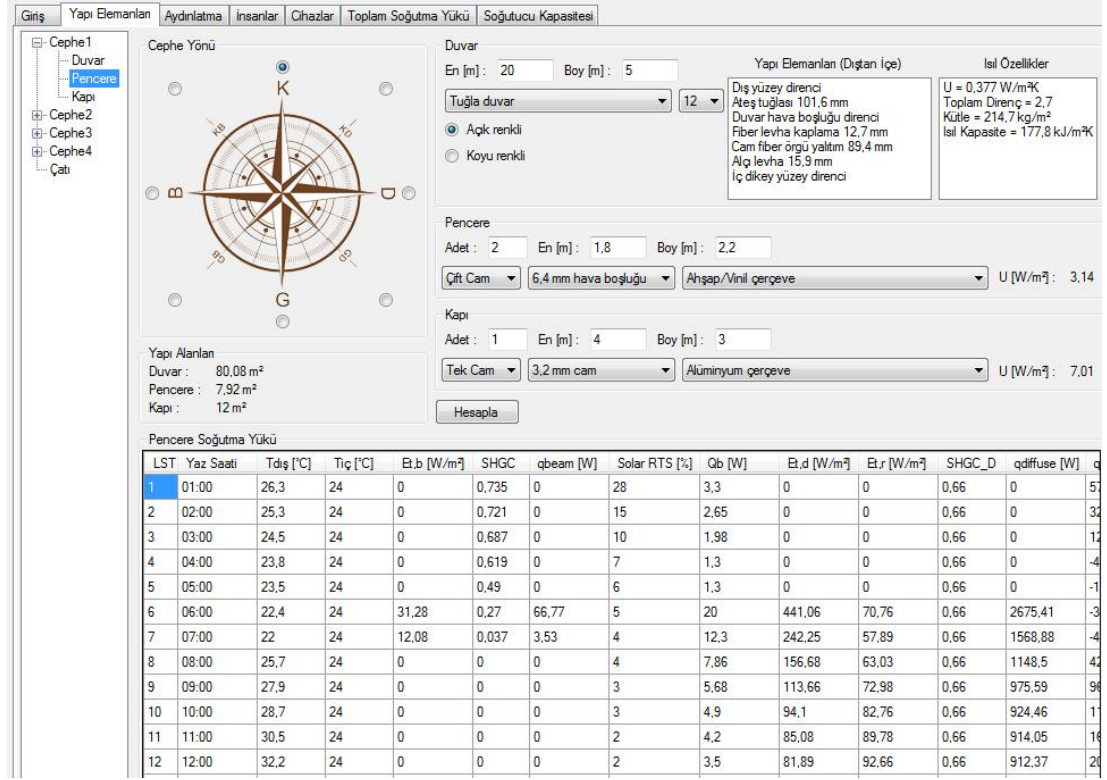 Giriş Yapı Elemanları Aydınlatma İnsanlar Cihazlar Toplam Soğutma Yükü Soğutucu Kapasitesi
Cephe1
Duvar
Pencere
Kapı
Cephe2
Cephe3
Cephe4
Çatı
Cephe Yönü
K
KB KD
B D
GB GD
G
Yapı Alanları
Duvar : 80,08 m²
Pencere : 7,92 m²
Kapı : 12 m²
Duvar
En [m] : 20 Boy [m] : 5
Tuğla duvar 12
Açık renkli
Koyu renkli
Yapı Elemanları (Dıştan İçe)
Dış yüzey direnci
Ateş tuğlası 101,6 mm
Duvar hava boşluğu direnci
Fiber levha kaplama 12,7 mm
Cam fiber örgü yalıtım 89,4 mm
Alçı levha 15,9 mm
İç dikey yüzey direnci
Isıl Özellikler
U = 0,377 W/m²K
Toplam Direnç = 2,7
Kütle = 214,7 kg/m²
Isıl Kapasite = 177,8 kJ/m²K
Pencere
Adet : 2 En [m] : 1,8 Boy [m] : 2,2
Çift Cam 6,4 mm hava boşluğu Ahşap/Vinil çerçeve U [W/m²] : 3,14
Kapı
Adet : 1 En [m] : 4 Boy [m] : 3
Tek Cam 3,2 mm cam Alüminyum çerçeve U [W/m²] : 7,01
Hesapla
Pencere Soğutma Yükü
LST Yaz Saati Tdış [°C] Tiç [°C] Et,b [W/m²] SHGC qbeam [W] Solar RTS [%] Qb [W] Et,d [W/m²] Et,r [W/m²] SHGC_D qdiffuse [W] q
1 01:00 26,3 24 0 0,735 0 28 3,3 0 0 0,66 0 57
2 02:00 25,3 24 0 0,721 0 15 2,65 0 0 0,66 0 32
3 03:00 24,5 24 0 0,687 0 10 1,98 0 0 0,66 0 12
4 04:00 23,8 24 0 0,619 0 7 1,3 0 0 0,66 0 -4
5 05:00 23,5 24 0 0,49 0 6 1,3 0 0 0,66 0 -1
6 06:00 22,4 24 31,28 0,27 66,77 5 20 441,06 70,76 0,66 2675,41 -3
7 07:00 22 24 12,08 0,037 3,53 4 12,3 242,25 57,89 0,66 1568,88 -4
8 08:00 25,7 24 0 0 0 4 7,86 156,68 63,03 0,66 1148,5 42
9 09:00 27,9 24 0 0 0 3 5,68 113,66 72,98 0,66 975,59 96
10 10:00 28,7 24 0 0 0 3 4,9 94,1 82,76 0,66 924,46 11
11 11:00 30,5 24 0 0 0 2 4,2 85,08 89,78 0,66 914,05 16
12 12:00 32,2 24 0 0 0 2 3,5 81,89 92,66 0,66 912,37 20